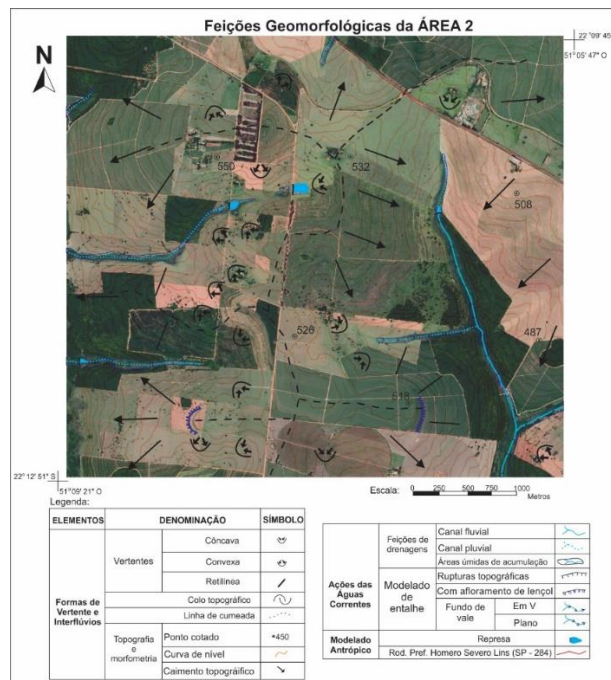 Feições Geomorfológicas da ÁREA 2
22° 09' 45"
51° 05' 47" O
N
550
532
508
526
487
518
22° 12' 51" S
51° 09' 21" O
Escala: 0 250 500 750 1000
Metros
Legenda:
ELEMENTOS DENOMINAÇÃO SÍMBOLO
Formas de Vertente e Interflúvios
Vertentes
Côncava
Convexa
Retilínea
Colo topográfico
Linha de cumeada
Topografia e morfometria
Ponto cotado •450
Curva de nível
Caimento topográfico
Ações das Águas Correntes
Feições de drenagens
Canal fluvial
Canal pluvial
Áreas úmidas de acumulação
Modelado de entalhe
Rupturas topográficas
Com afloramento de lençol
Fundo de vale
Em V
Plano
Modelado Antrópico
Represa
Rod. Pref. Homero Severo Lins (SP - 284)